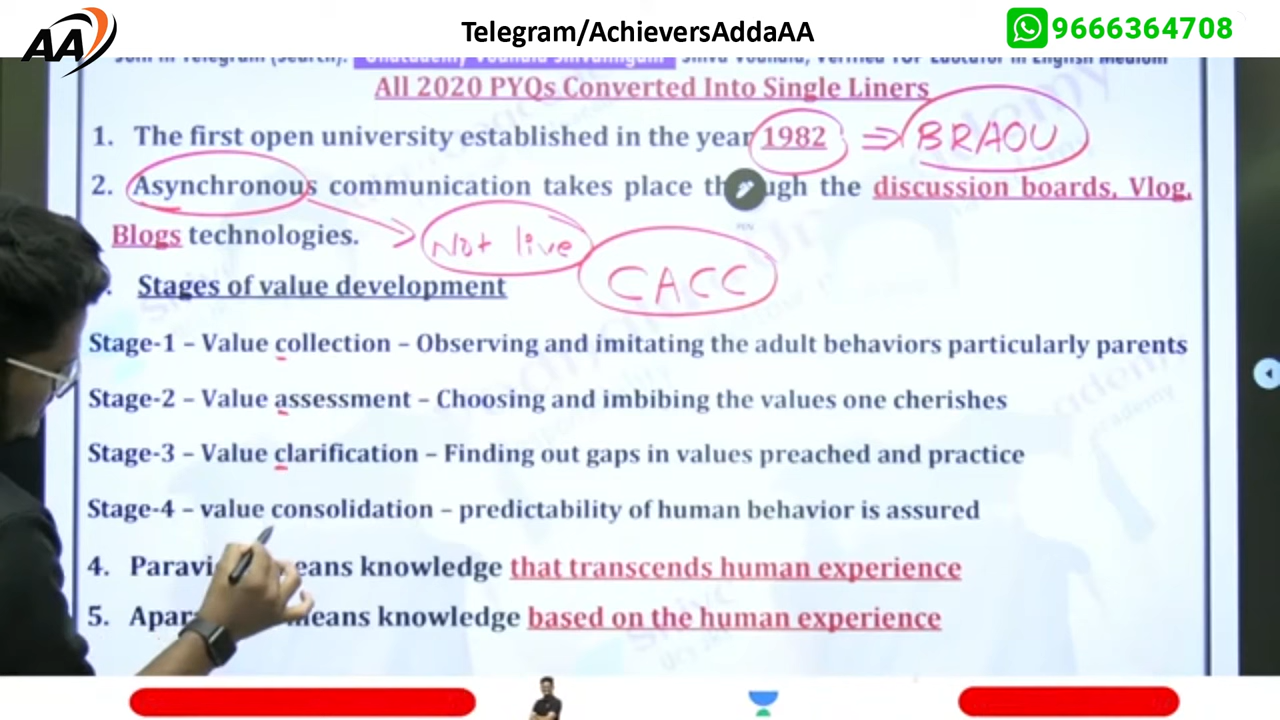 AA
Telegram/AchieversAddaAA
9666364708
All 2020 PYQs Converted Into Single Liners
1. The first open university established in the year 1982 ⇒ BRAOU
2. Asynchronous communication takes place the discussion boards, Vlog,
Blogs technologies. Not live
CACC
Stages of value development
Stage-1 – Value collection – Observing and imitating the adult behaviors particularly parents
Stage-2 – Value assessment – Choosing and imbibing the values one cherishes
Stage-3 – Value clarification – Finding out gaps in values preached and practice
Stage-4 – value consolidation – predictability of human behavior is assured
4. knowledge that transcends human experience
5. means knowledge based on the human experience